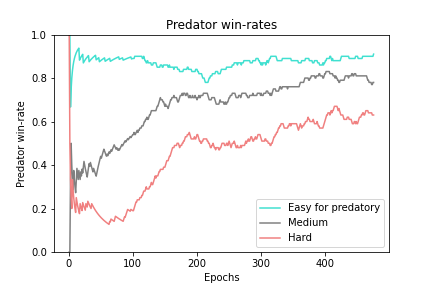 Predator win-rates
1.0
0.8
0.6
0.4
0.2
0.0
Predator win-rate
0
100
200
300
400
Epochs
Easy for predatory
Medium
Hard